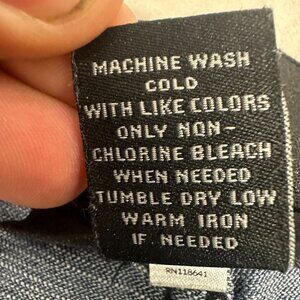 MACHINE WASH
COLD
WITH LIKE COLORS
ONLY NON-
CHLORINE BLEACH
WHEN NEEDED
TUMBLE DRY LOW
WARM IRON
IF NEEDED
RN118641